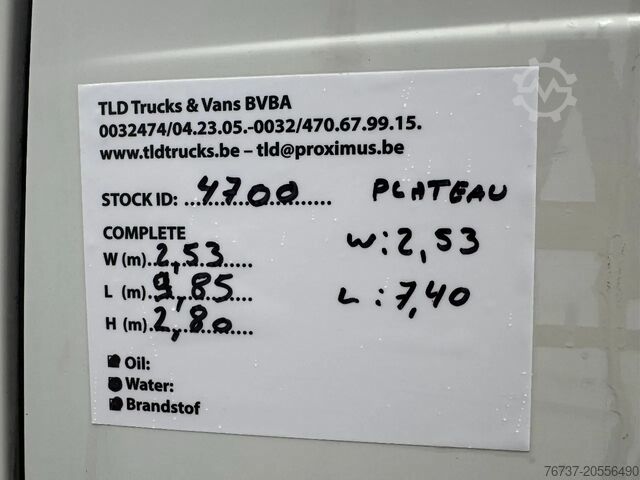 TLD Trucks & Vans BVBA
0032474/04.23.05.-0032/470.67.99.15.
www.tldtrucks.be – tld@proximus.be
STOCK ID: 4700
PLATEAU
COMPLETE
W: 2,53
W (m) 2,53
L (m) 9,85
L: 7,40
H (m) 2,80
Oil:
Water:
Brandstof
76737-20556490